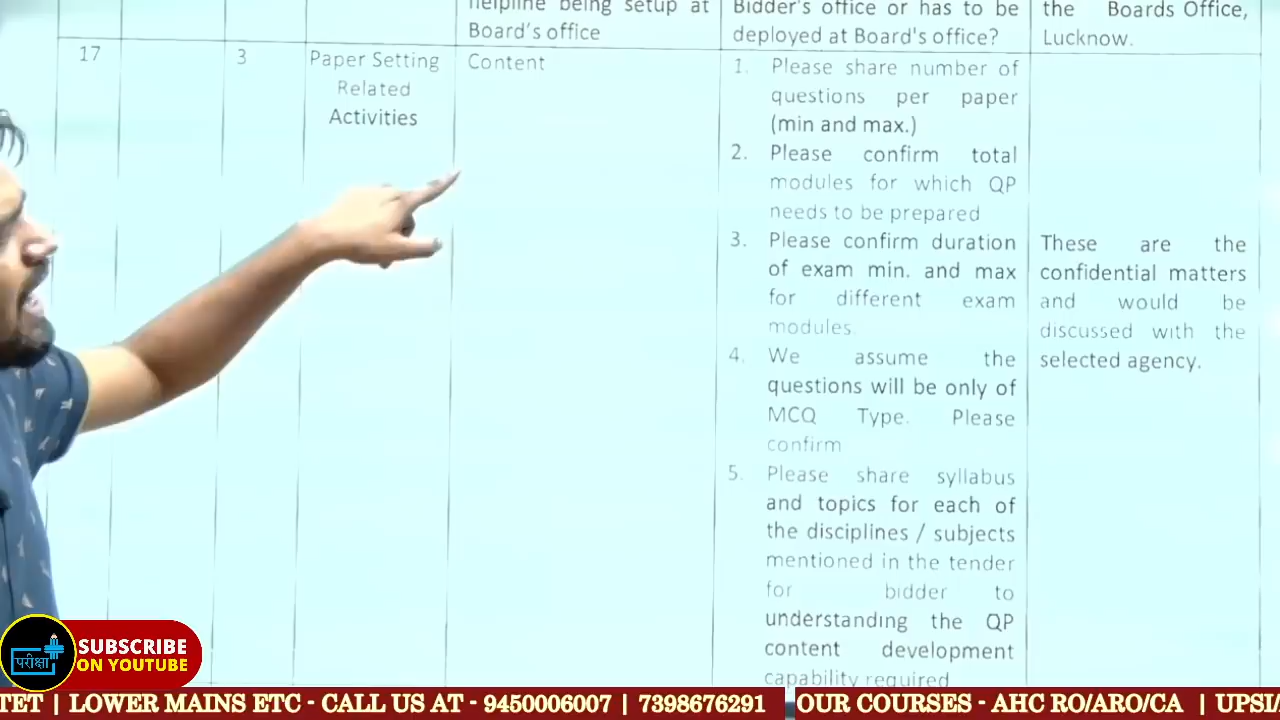 helpline being setup at
Board's office
Bidder's office or has to be
deployed at Board's office?
the Boards Office,
Lucknow.
17
3
Paper Setting
Related
Activities
Content
1. Please share number of
questions per paper
(min and max.)
2. Please confirm total
modules for which QP
needs to be prepared
3. Please confirm duration
of exam min. and max
for different exam
modules.
4. We assume the
questions will be only of
MCQ Type. Please
confirm
5. Please share syllabus
and topics for each of
the disciplines / subjects
mentioned in the tender
for bidder to
understanding the QP
content development
capability required
These are the
confidential matters
and would be
discussed with the
selected agency.
परीक्षा
SUBSCRIBE
ON YOUTUBE
TET | LOWER MAINS ETC - CALL US AT - 9450006007 | 7398676291
OUR COURSES - AHC RO/ARO/CA | UPSI/